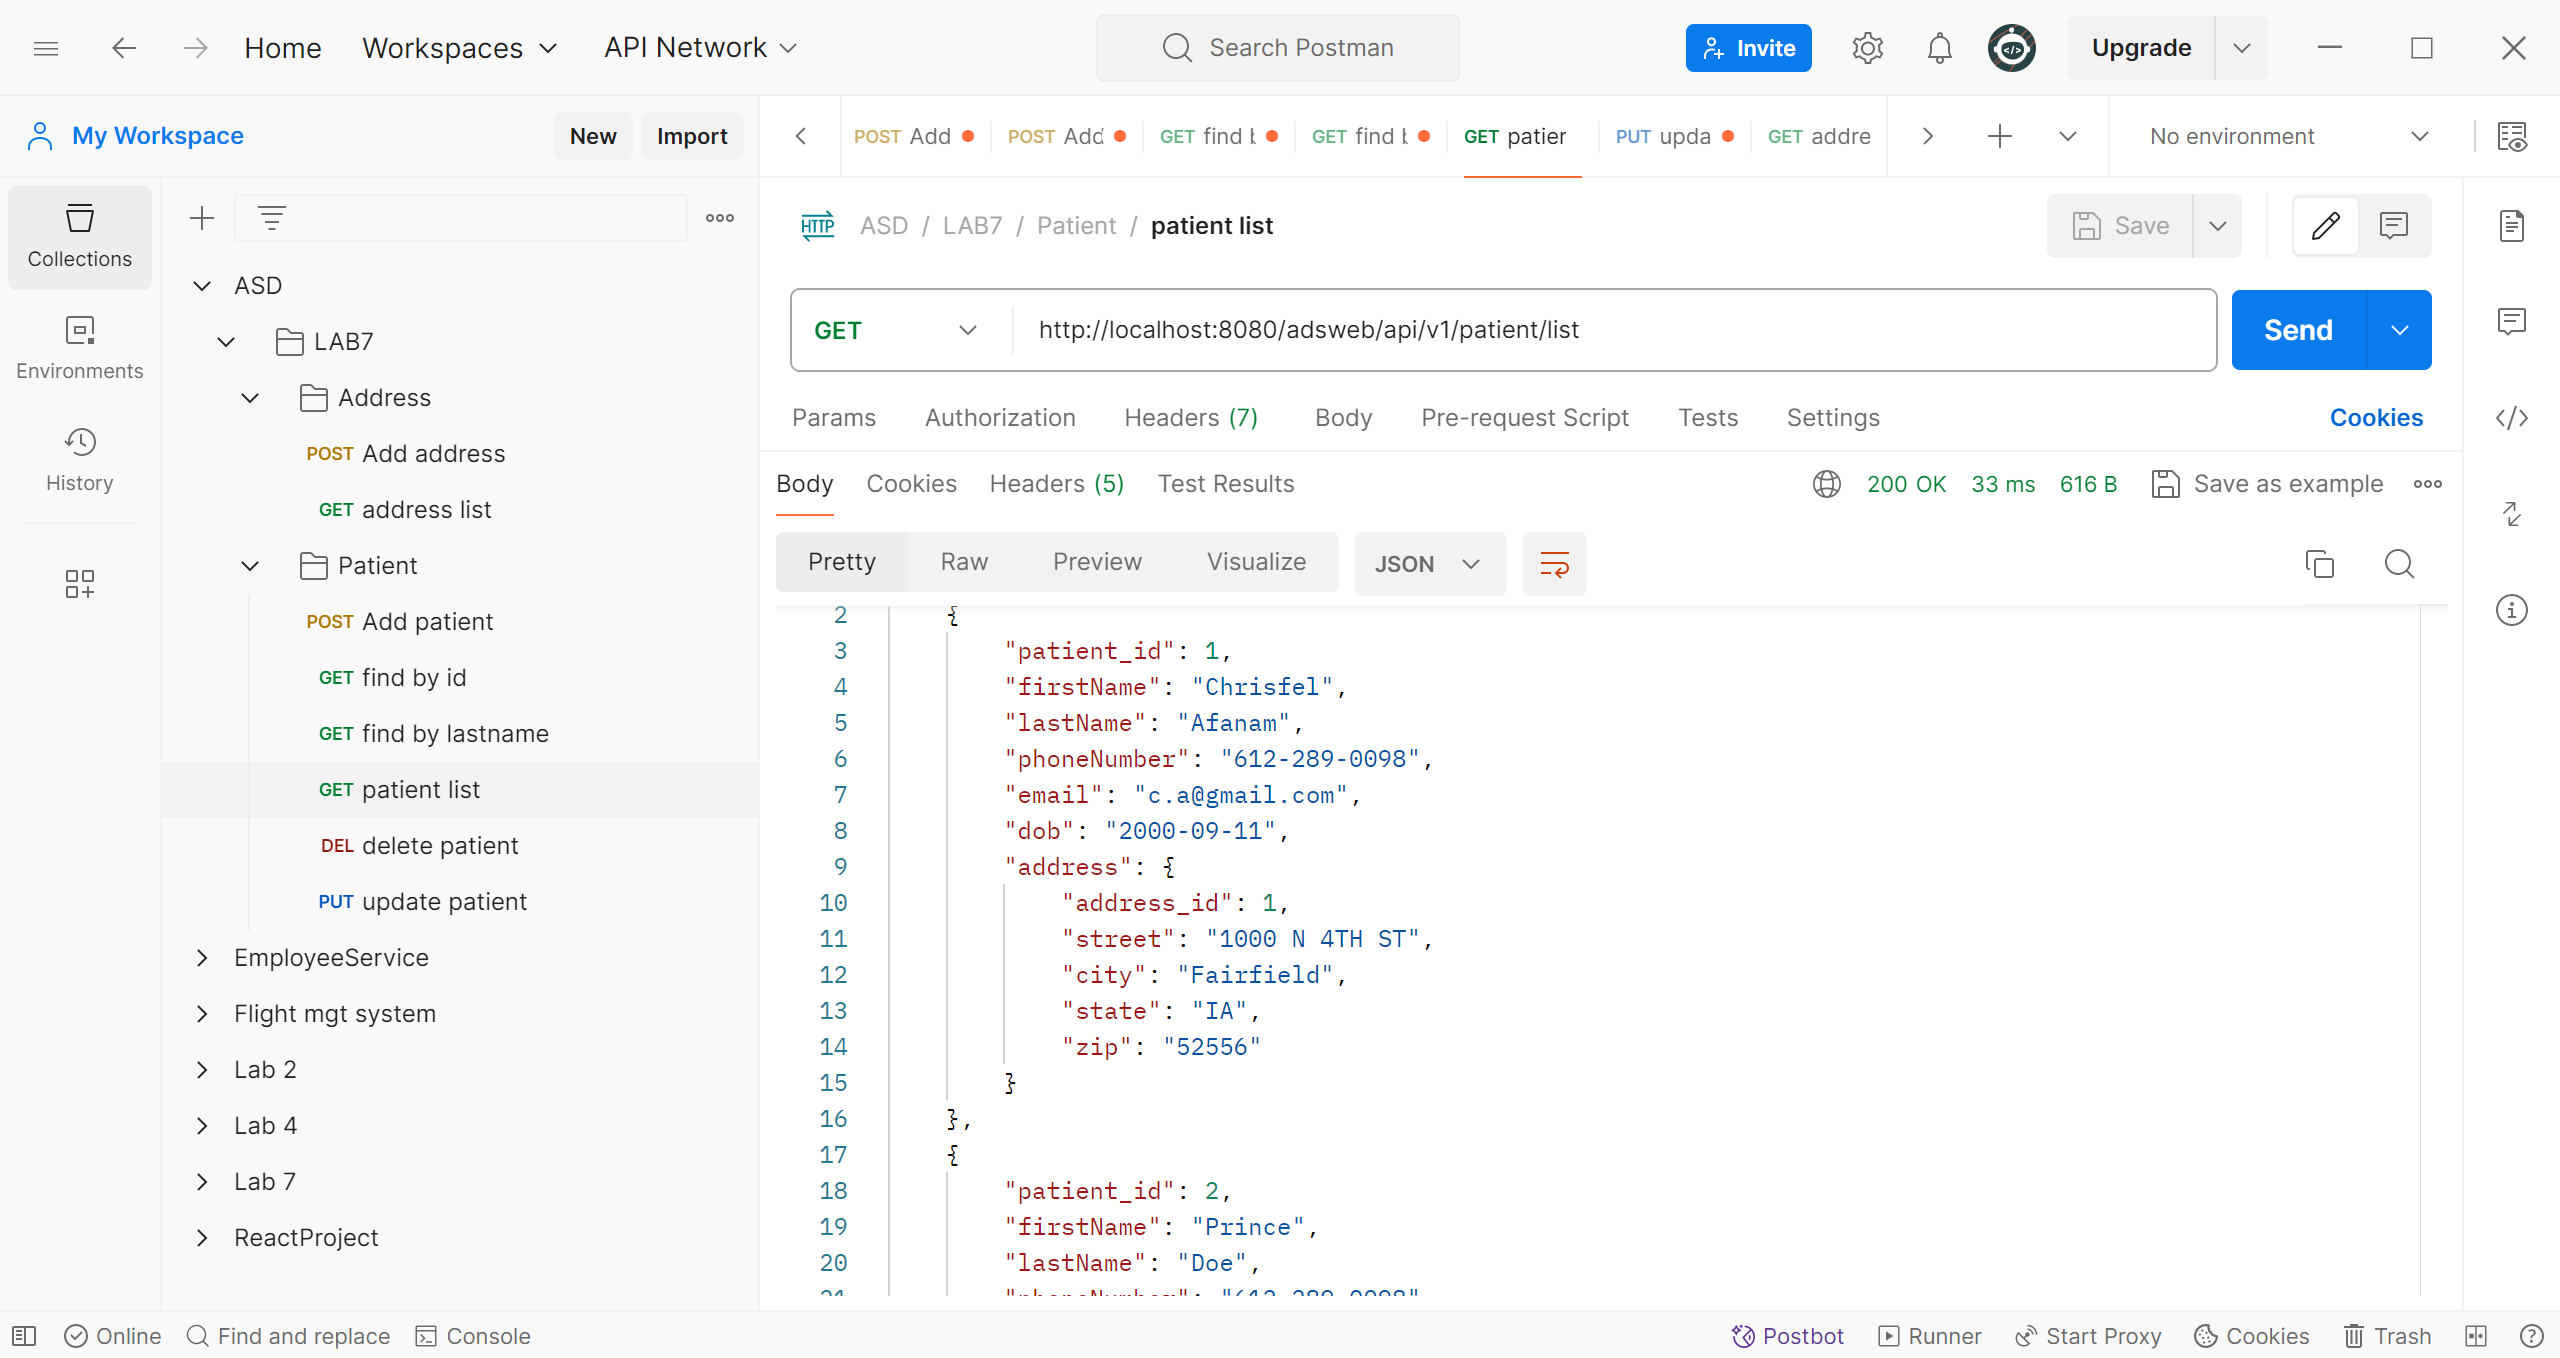 Home Workspaces API Network Search Postman Invite Upgrade
My Workspace New Import
POST Add POST Add GET find b GET find b GET patier PUT upda GET addre No environment
Collections
Environments
History
ASD
LAB7
Address
POST Add address
GET address list
Patient
POST Add patient
GET find by id
GET find by lastname
GET patient list
DEL delete patient
PUT update patient
EmployeeService
Flight mgt system
Lab 2
Lab 4
Lab 7
ReactProject
HTTP ASD / LAB7 / Patient / patient list Save
GET http://localhost:8080/adsweb/api/v1/patient/list Send
Params Authorization Headers (7) Body Pre-request Script Tests Settings Cookies
Body Cookies Headers (5) Test Results 200 OK 33 ms 616 B Save as example
Pretty Raw Preview Visualize JSON
2 {
3 "patient_id": 1,
4 "firstName": "Chrisfel",
5 "lastName": "Afanam",
6 "phoneNumber": "612-289-0098",
7 "email": "c.a@gmail.com",
8 "dob": "2000-09-11",
9 "address": {
10 "address_id": 1,
11 "street": "1000 N 4TH ST",
12 "city": "Fairfield",
13 "state": "IA",
14 "zip": "52556"
15 }
16 },
17 {
18 "patient_id": 2,
19 "firstName": "Prince",
20 "lastName": "Doe",
21 "phoneNumber": "612-289-0098"
Online Find and replace Console Postbot Runner Start Proxy Cookies Trash